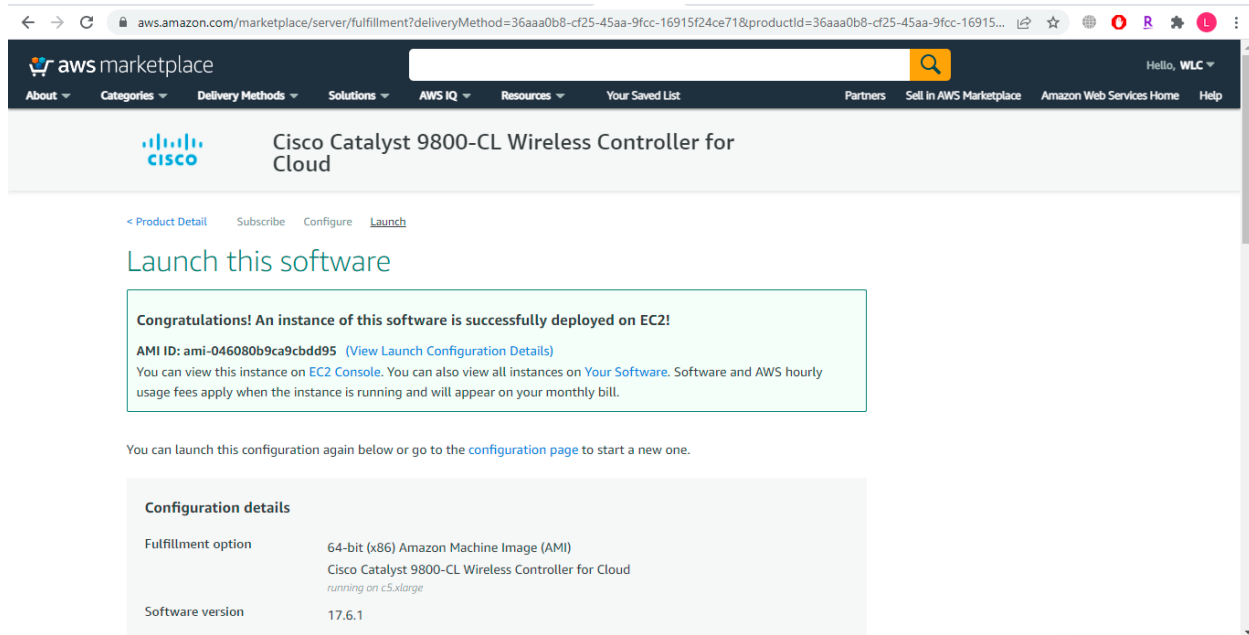 aws.amazon.com/marketplace/server/fulfillment?deliveryMethod=36aaa0b8-cf25-45aa-9fcc-16915f24ce71&productId=36aaa0b8-cf25-45aa-9fcc-16915...
R
L
aws marketplace
Hello, WLC
About Categories Delivery Methods Solutions AWS IQ Resources Your Saved List Partners Sell in AWS Marketplace Amazon Web Services Home Help
CISCO
Cisco Catalyst 9800-CL Wireless Controller for
Cloud
< Product Detail Subscribe Configure Launch
Launch this software
Congratulations! An instance of this software is successfully deployed on EC2!
AMI ID: ami-046080b9ca9cbdd95 (View Launch Configuration Details)
You can view this instance on EC2 Console. You can also view all instances on Your Software. Software and AWS hourly
usage fees apply when the instance is running and will appear on your monthly bill.
You can launch this configuration again below or go to the configuration page to start a new one.
Configuration details
Fulfillment option
64-bit (x86) Amazon Machine Image (AMI)
Cisco Catalyst 9800-CL Wireless Controller for Cloud
running on c5.xlarge
Software version
17.6.1